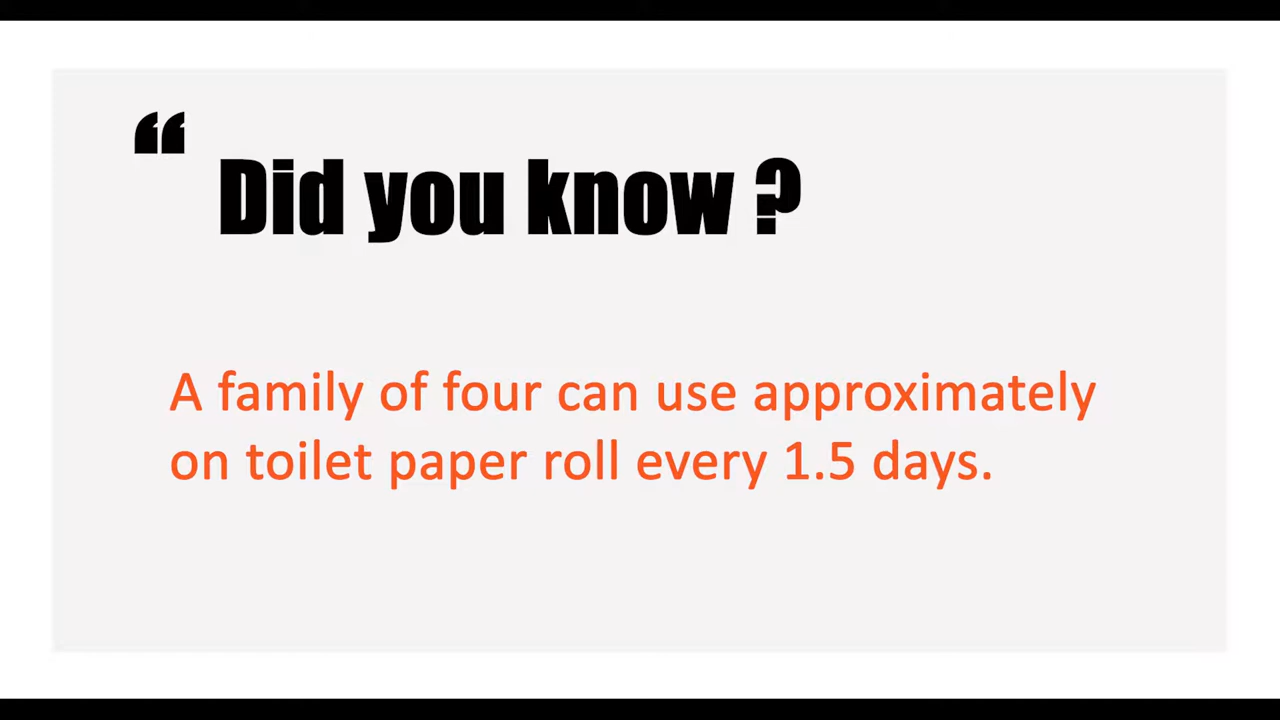 “
Did you know ?
A family of four can use approximately
on toilet paper roll every 1.5 days.